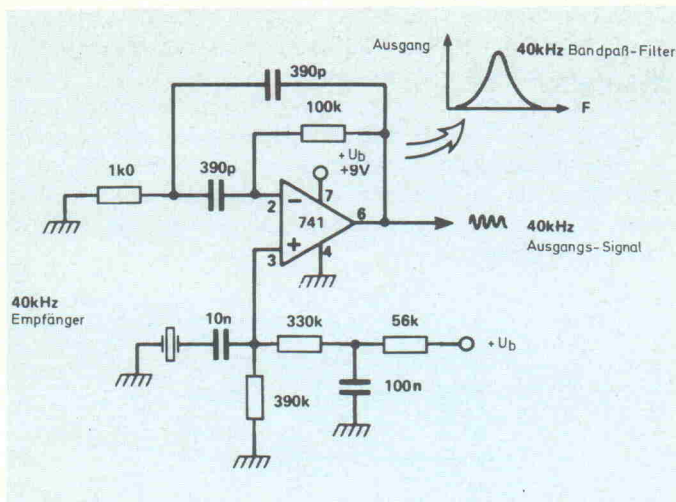 Ausgang
40kHz Bandpaß-Filter
F
390p
100k
+Ub
+9V
1k0
390p
2
-
7
741
6
+
3
4
40kHz
Ausgangs-Signal
40kHz
Empfänger
10n
330k
56k
+Ub
100n
390k